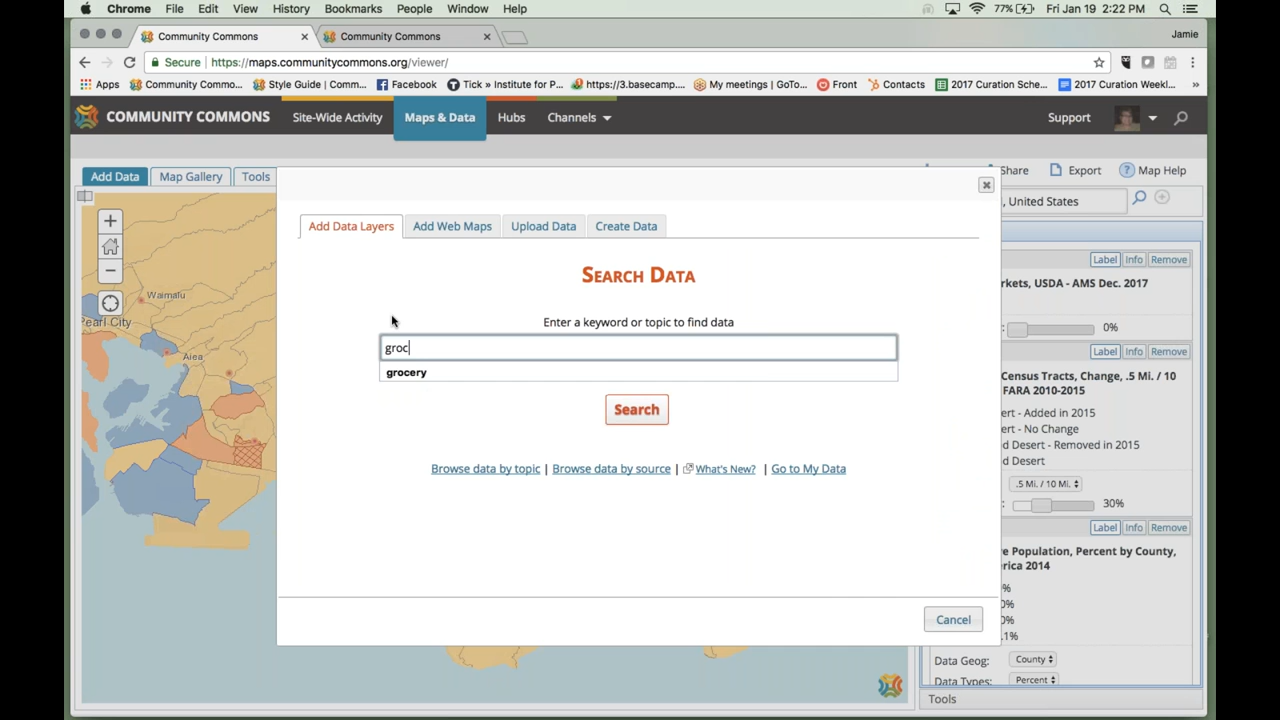 Chrome File Edit View History Bookmarks People Window Help 77% Fri Jan 19 2:22 PM
Community Commons Community Commons Jamie
Secure https://maps.communitycommons.org/viewer/
Apps Community Commo... Style Guide | Comm... Facebook Tick » Institute for P... https://3.basecamp.... My meetings | GoTo... Front Contacts 2017 Curation Sche... 2017 Curation Weekl... »
COMMUNITY COMMONS Site-Wide Activity Maps & Data Hubs Channels Support
Add Data Map Gallery Tools Share Export Map Help
, United States
Add Data Layers Add Web Maps Upload Data Create Data
SEARCH DATA
Enter a keyword or topic to find data
groc
grocery
Search
Browse data by topic | Browse data by source | What's New? | Go to My Data
Cancel
Waimalu
Pearl City
Aiea
Label Info Remove
rkets, USDA - AMS Dec. 2017
: 0%
Label Info Remove
Census Tracts, Change, .5 Mi. / 10
FARA 2010-2015
ert - Added in 2015
ert - No Change
d Desert - Removed in 2015
d Desert
.5 Mi. / 10 Mi.
: 30%
Label Info Remove
re Population, Percent by County,
rica 2014
%
0%
0%
.1%
Data Geog: County
Data Types: Percent
Tools